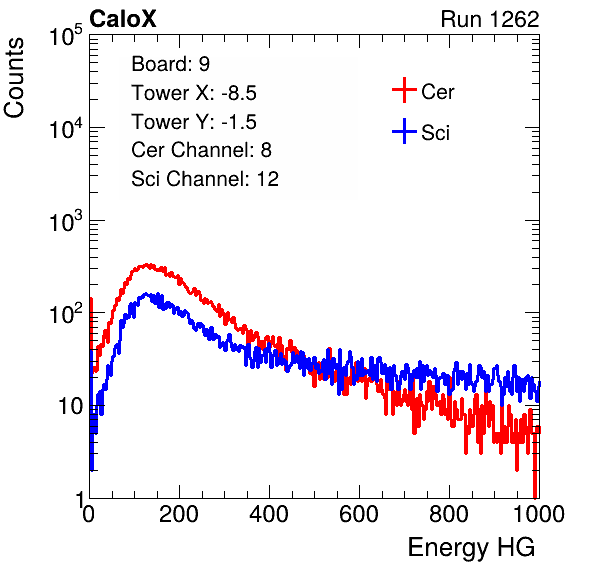 CaloX Run 1262
Counts
10^5
10^4
10^3
10^2
10
1
Board: 9
Tower X: -8.5
Tower Y: -1.5
Cer Channel: 8
Sci Channel: 12
Cer
Sci
0 200 400 600 800 1000
Energy HG